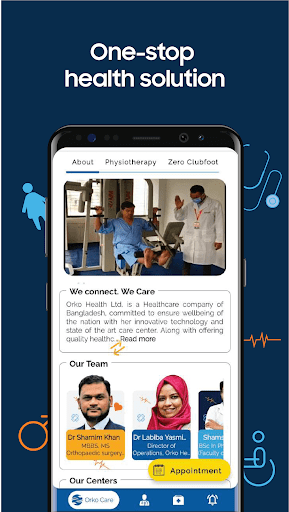 One-stop
health solution
About Physiotherapy Zero Clubfoot
We connect. We Care
Orko Health Ltd. is a Healthcare company of
Bangladesh, committed to ensure wellbeing of
the nation with her innovative technology and
state of the art care center. Along with offering
quality healthc... Read more
Our Team
Dr Shamim Khan
MBBS, MS
Orthopaedic surgery..
Dr Labiba Yasmi..
Director of
Operations, Orko He..
Shams
BSc in Ph
(Faculty o
Appointment
Our Centers
Orko Care